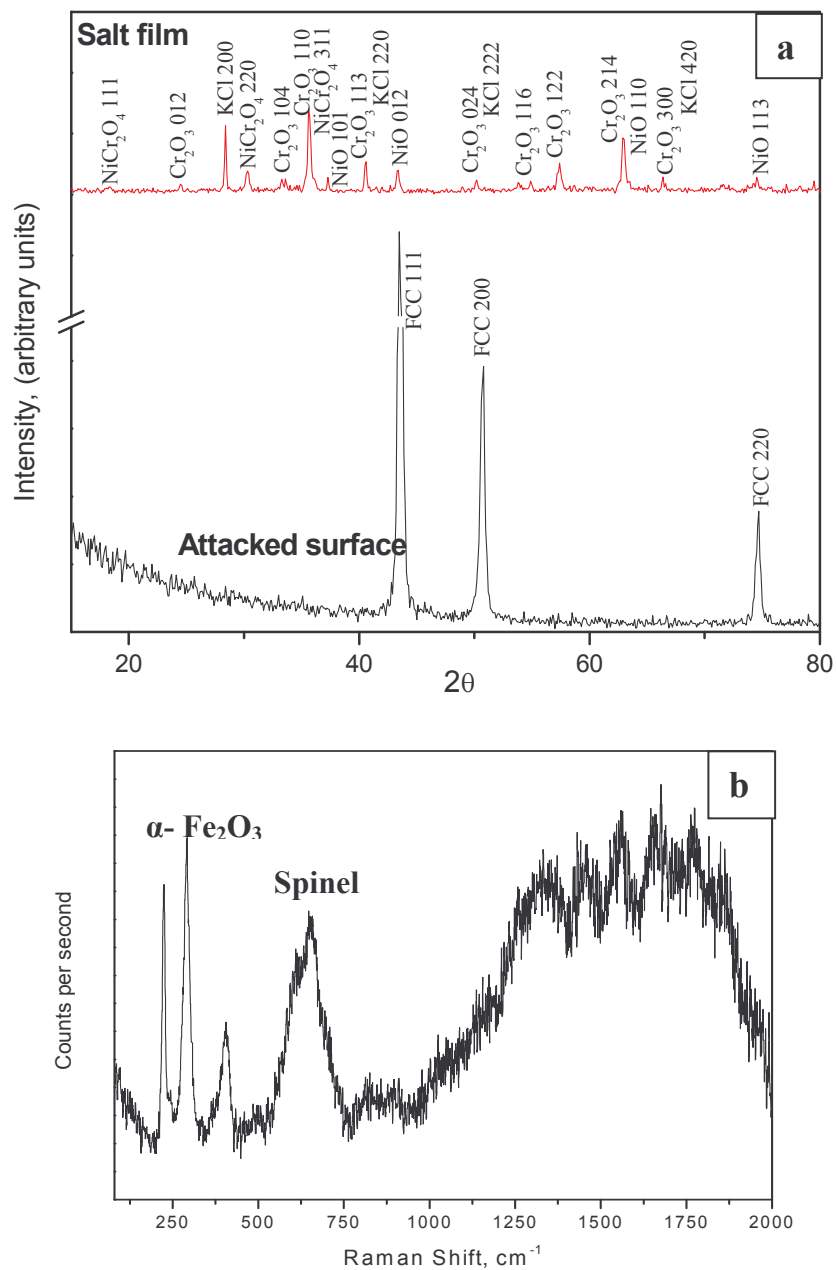 Salt film
a
NiCr₂O₄ 111
Cr₂O₃ 012
KCl 200
NiCr₂O₄ 220
Cr₂O₃ 104
Cr₂O₃ 110
NiCr₂O₄ 311
NiO 101
Cr₂O₃ 113
KCl 220
NiO 012
Cr₂O₃ 024
KCl 222
Cr₂O₃ 116
Cr₂O₃ 122
Cr₂O₃ 214
NiO 110
Cr₂O₃ 300
KCl 420
NiO 113
FCC 111
FCC 200
FCC 220
Attacked surface
Intensity, (arbitrary units)
20 40 60 80
2θ
b
α- Fe₂O₃
Spinel
Counts per second
250 500 750 1000 1250 1500 1750 2000
Raman Shift, cm⁻¹